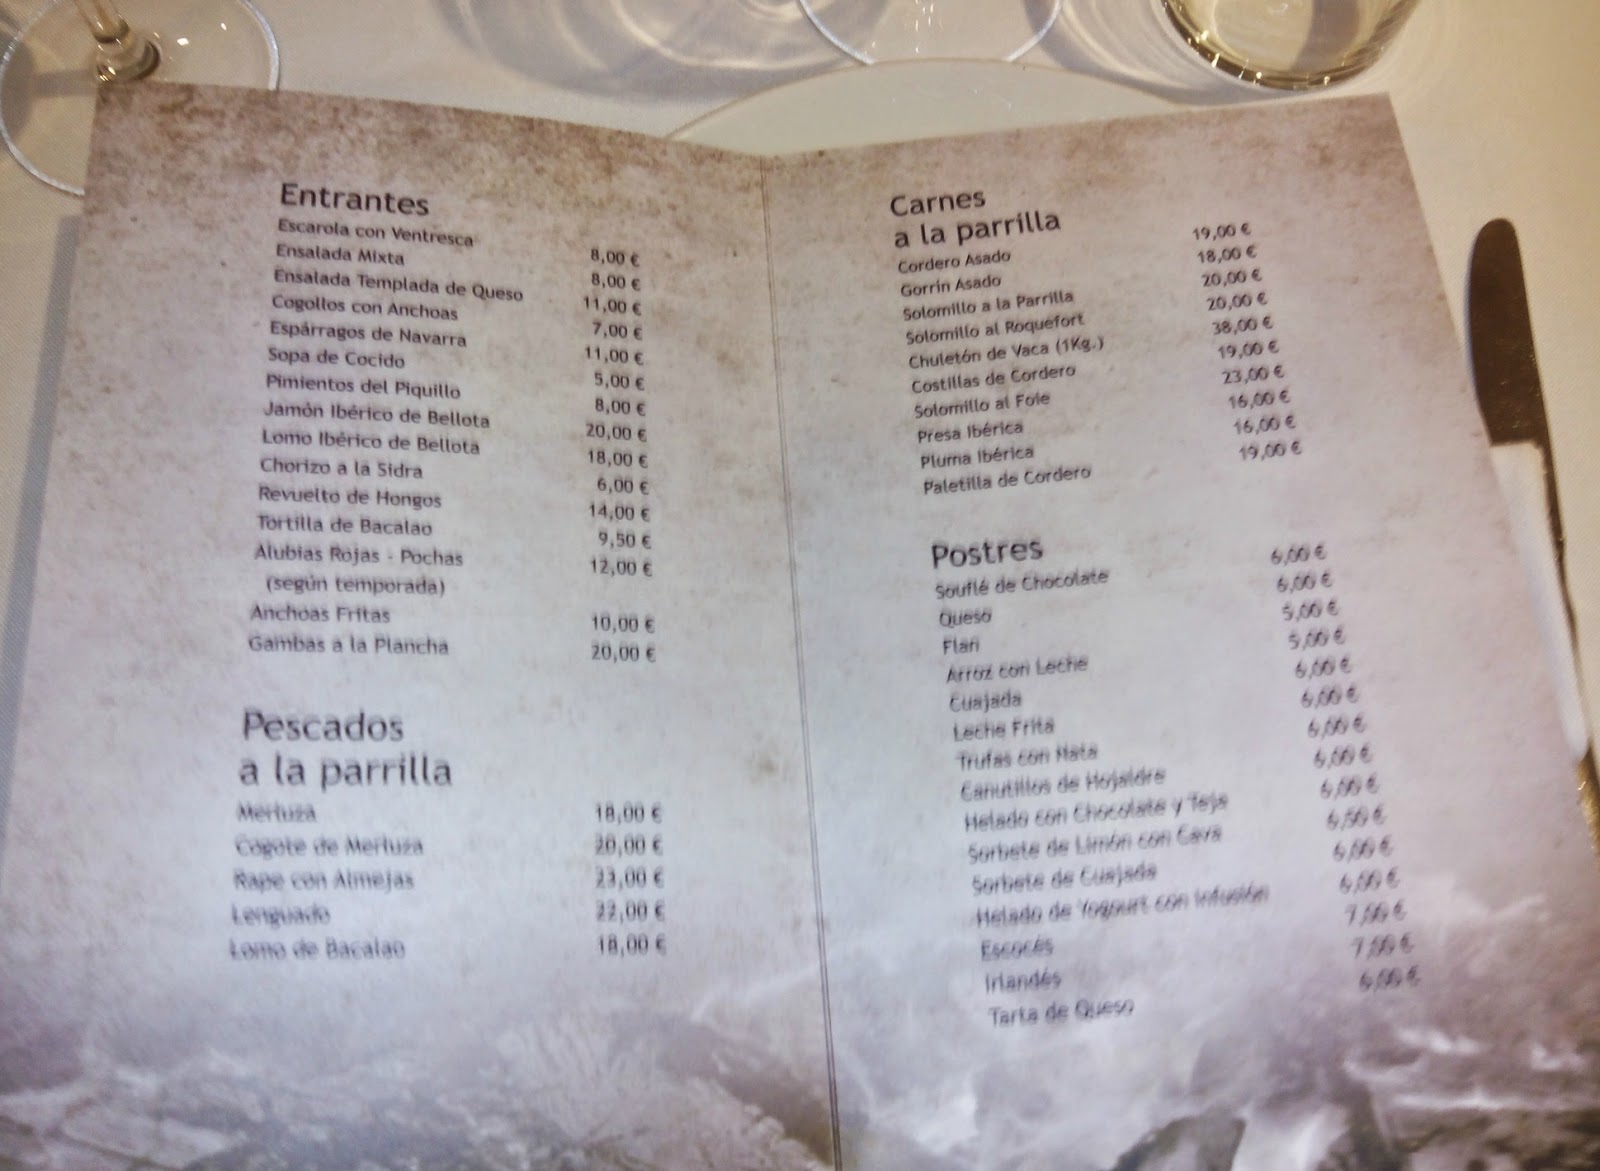 Entrantes
Escarola con Ventresca 8,00 €
Ensalada Mixta 8,00 €
Ensalada Templada de Queso 11,00 €
Cogollos con Anchoas 7,00 €
Espárragos de Navarra 11,00 €
Sopa de Cocido 5,00 €
Pimientos del Piquillo 8,00 €
Jamón Ibérico de Bellota 20,00 €
Lomo Ibérico de Bellota 18,00 €
Chorizo a la Sidra 6,00 €
Revuelto de Hongos 14,00 €
Tortilla de Bacalao 9,50 €
Alubias Rojas - Pochas 12,00 €
(según temporada)
Anchoas Fritas 10,00 €
Gambas a la Plancha 20,00 €
Pescados
a la parrilla
Merluza 18,00 €
Cogote de Merluza 20,00 €
Rape con Almejas 23,00 €
Lenguado 22,00 €
Lomo de Bacalao 18,00 €
Carnes
a la parrilla
Cordero Asado 19,00 €
Gorrín Asado 18,00 €
Solomillo a la Parrilla 20,00 €
Solomillo al Roquefort 20,00 €
Chuletón de Vaca (1Kg.) 38,00 €
Costillas de Cordero 19,00 €
Solomillo al Foie 23,00 €
Presa Ibérica 16,00 €
Pluma Ibérica 16,00 €
Paletilla de Cordero 19,00 €
Postres
Souflé de Chocolate 6,00 €
Queso 6,00 €
Flan 5,00 €
Arroz con Leche 5,00 €
Cuajada 6,00 €
Leche Frita 6,00 €
Trufas con Nata 6,00 €
Canutillos de Hojaldre 6,00 €
Helado con Chocolate y Teja 6,00 €
Sorbete de Limón con Cava 6,50 €
Sorbete de Cuajada 6,00 €
Helado de Yogourt con Infusión 6,00 €
Escocés 7,00 €
Irlandés 7,00 €
Tarta de Queso 6,00 €